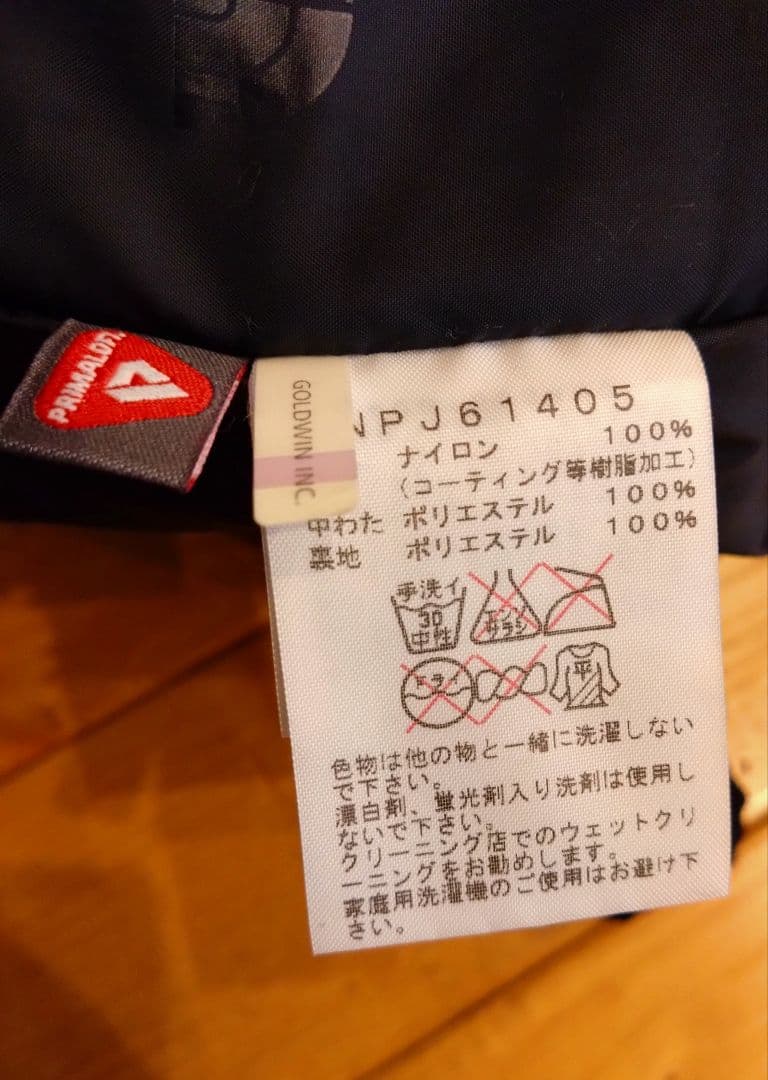 PRIMALOFT
GOLDWIN INC.
NPJ61405
ナイロン 100%
(コーティング等樹脂加工)
中わた ポリエステル 100%
裏地 ポリエステル 100%
手洗イ
30
中性
エンソ
サラシ
ドライ
平
色物は他の物と一緒に洗濯しない
で下さい。
漂白剤、蛍光剤入り洗剤は使用し
ないで下さい。
クリーニング店でのウェットクリ
ーニングをお勧めします。
家庭用洗濯機のご使用はお避け下
さい。